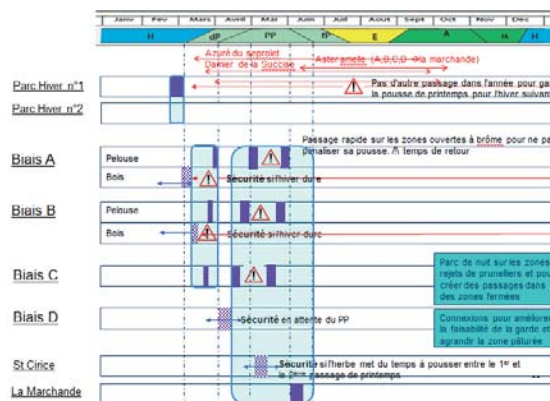 Janv Fév Mars Avril Mai Juin Aout Sept Oct Nov Déc
H dP PP fP E A H
Azuré du serpolet
Damier de la Succise
Aster amelle (A,B,C,D → la marchande)
Parc Hiver n°1
Pas d'autre passage dans l'année pour ga
la pousse de printemps pour l'hiver suivan
Parc Hiver n°2
Passage rapide sur les zones ouvertes à brôme pour ne pa
pénaliser sa pousse. temps de retour
Biais A
Pelouse
Bois
Sécurité si l'hiver dure
Biais B
Pelouse
Bois
Sécurité si l'hiver dure
Biais C
Parc de nuit sur les zones
rejets de prunelliers et pou
créer des passages dans
des zones fermées
Biais D
Sécurité en attente du PP
Connexions pour améliorer
la faisabilité de la garde et
agrandir la zone pâturée
St Cirice
Sécurité si l'herbe met du temps à pousser entre le 1er et
le 2ème passage de printemps
La Marchande